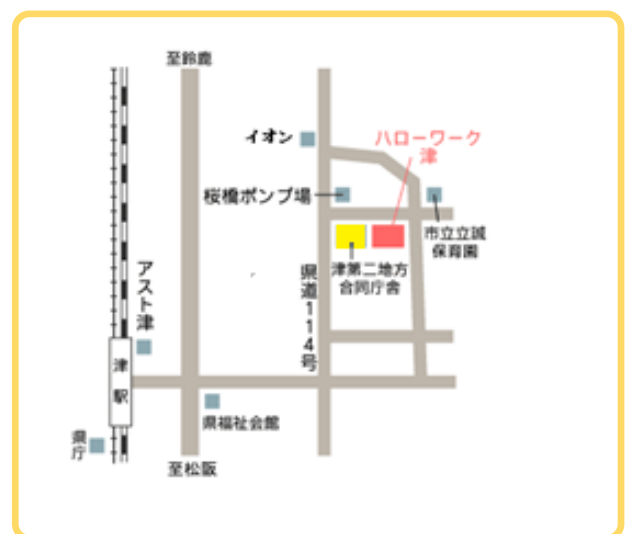 至鈴鹿
イオン
ハローワーク
津
桜橋ポンプ場
市立立誠
保育園
津第二地方
合同庁舎
アスト津
県道114号
津駅
県福祉会館
県庁
至松阪